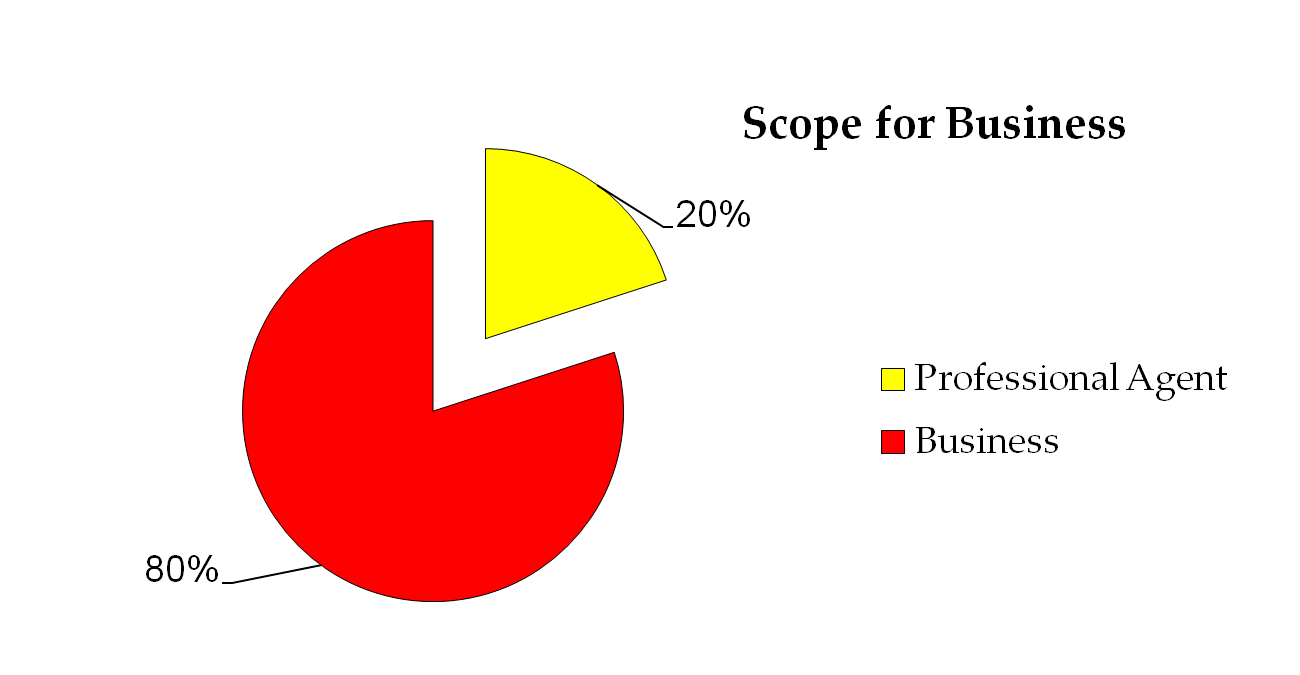 Scope for Business
20%
Professional Agent
Business
80%